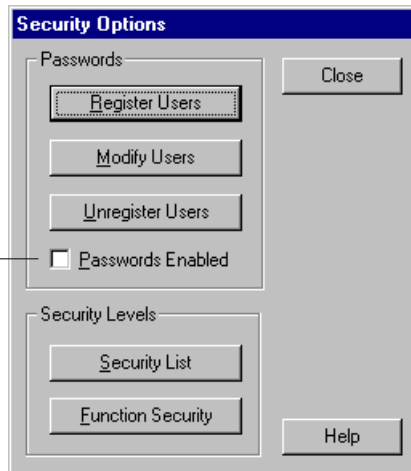 Security Options
Passwords
Register Users
Close
Modify Users
Unregister Users
Passwords Enabled
Security Levels
Security List
Function Security
Help